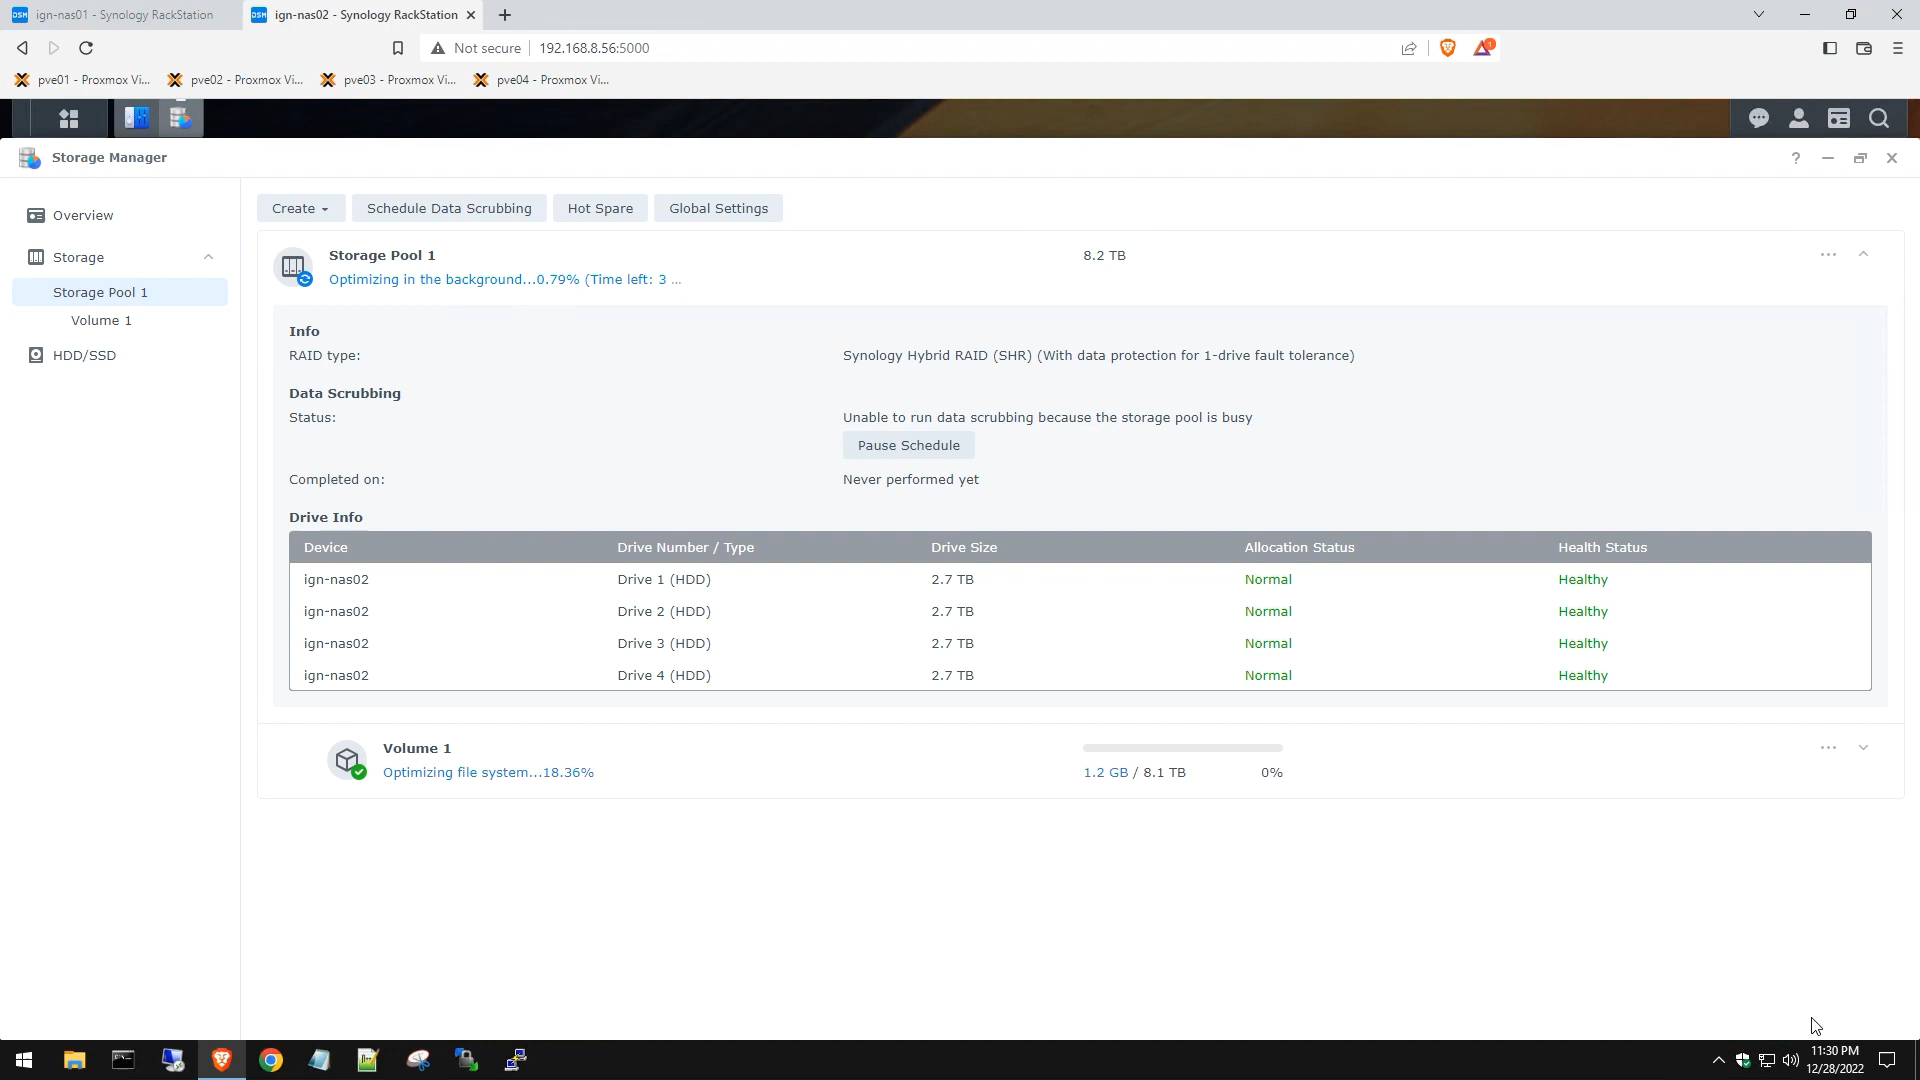 DSM ign-nas01 - Synology RackStation
DSM ign-nas02 - Synology RackStation
Not secure 192.168.8.56:5000
1
pve01 - Proxmox Vi... pve02 - Proxmox Vi... pve03 - Proxmox Vi... pve04 - Proxmox Vi...
Storage Manager
?
Overview
Storage
Storage Pool 1
Volume 1
HDD/SSD
Create Schedule Data Scrubbing Hot Spare Global Settings
Storage Pool 1 8.2 TB
Optimizing in the background...0.79% (Time left: 3 ...
Info
RAID type: Synology Hybrid RAID (SHR) (With data protection for 1-drive fault tolerance)
Data Scrubbing
Status: Unable to run data scrubbing because the storage pool is busy
Pause Schedule
Completed on: Never performed yet
Drive Info
Device Drive Number / Type Drive Size Allocation Status Health Status
ign-nas02 Drive 1 (HDD) 2.7 TB Normal Healthy
ign-nas02 Drive 2 (HDD) 2.7 TB Normal Healthy
ign-nas02 Drive 3 (HDD) 2.7 TB Normal Healthy
ign-nas02 Drive 4 (HDD) 2.7 TB Normal Healthy
Volume 1
Optimizing file system...18.36% 1.2 GB / 8.1 TB 0%
11:30 PM
12/28/2022